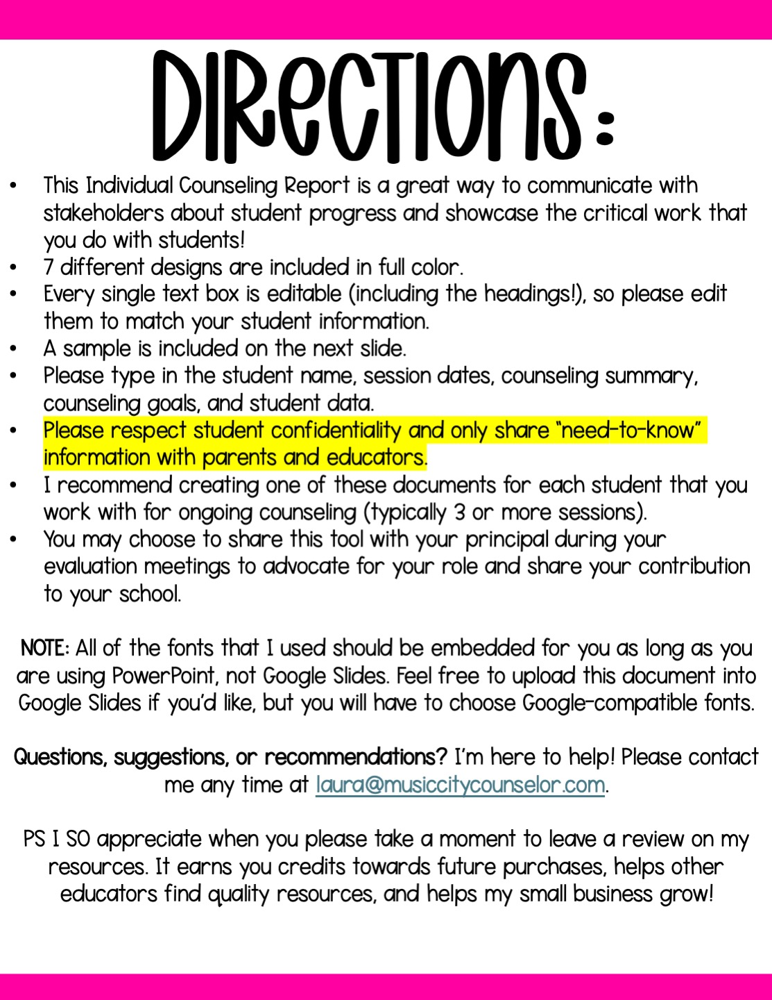 DIRECTIONS:
• This Individual Counseling Report is a great way to communicate with
stakeholders about student progress and showcase the critical work that
you do with students!
• 7 different designs are included in full color.
• Every single text box is editable (including the headings!), so please edit
them to match your student information.
• A sample is included on the next slide.
• Please type in the student name, session dates, counseling summary,
counseling goals, and student data.
• Please respect student confidentiality and only share “need-to-know”
information with parents and educators.
• I recommend creating one of these documents for each student that you
work with for ongoing counseling (typically 3 or more sessions).
• You may choose to share this tool with your principal during your
evaluation meetings to advocate for your role and share your contribution
to your school.
NOTE: All of the fonts that I used should be embedded for you as long as you
are using PowerPoint, not Google Slides. Feel free to upload this document into
Google Slides if you’d like, but you will have to choose Google-compatible fonts.
Questions, suggestions, or recommendations? I’m here to help! Please contact
me any time at laura@musiccitycounselor.com.
PS I SO appreciate when you please take a moment to leave a review on my
resources. It earns you credits towards future purchases, helps other
educators find quality resources, and helps my small business grow!